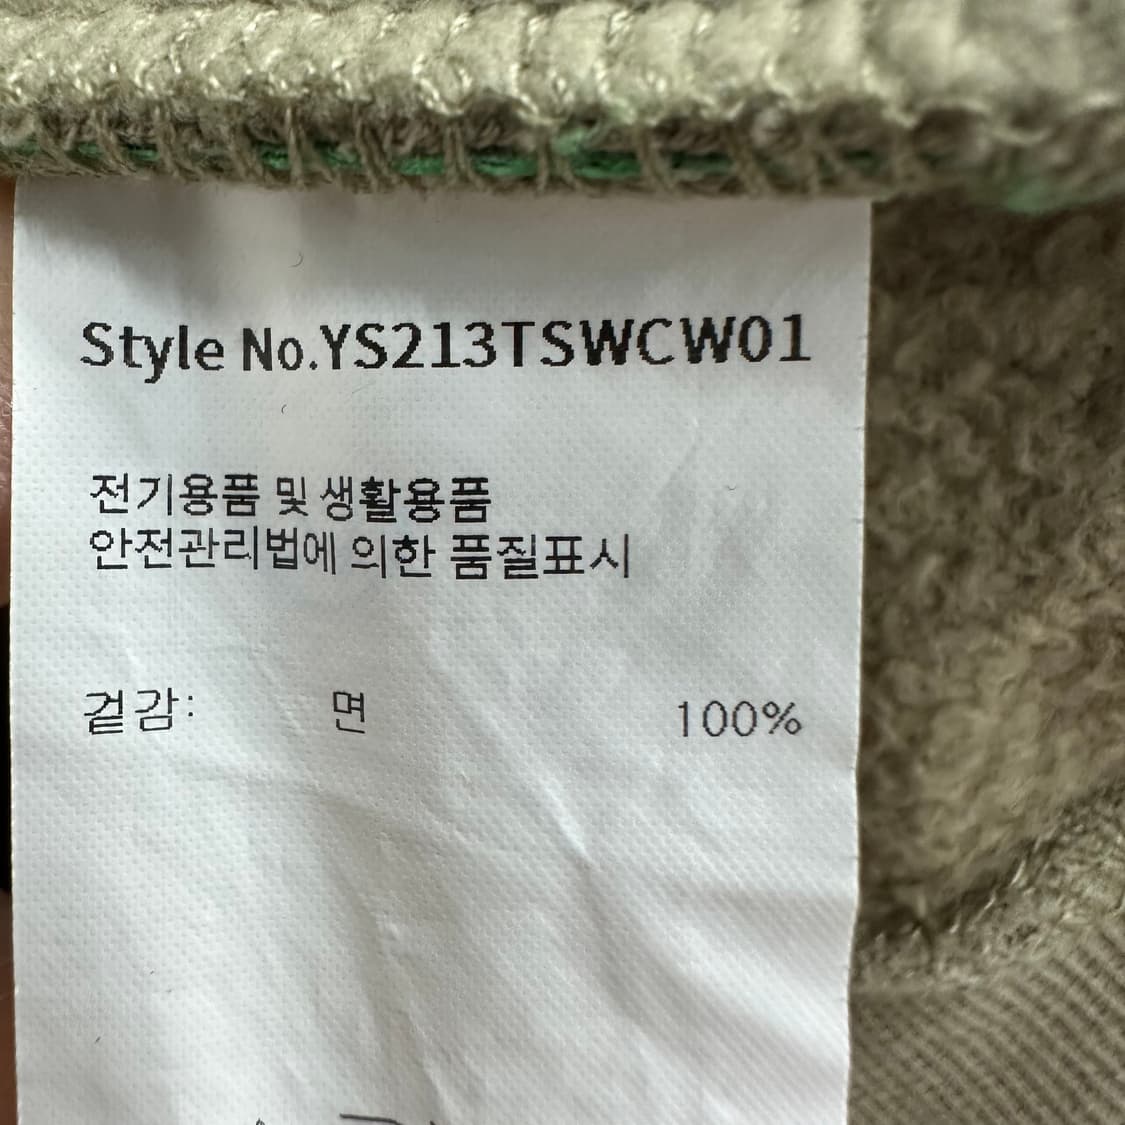 Style No.YS213TSWCW01
전기용품 및 생활용품
안전관리법에 의한 품질표시
겉감: 면 100%